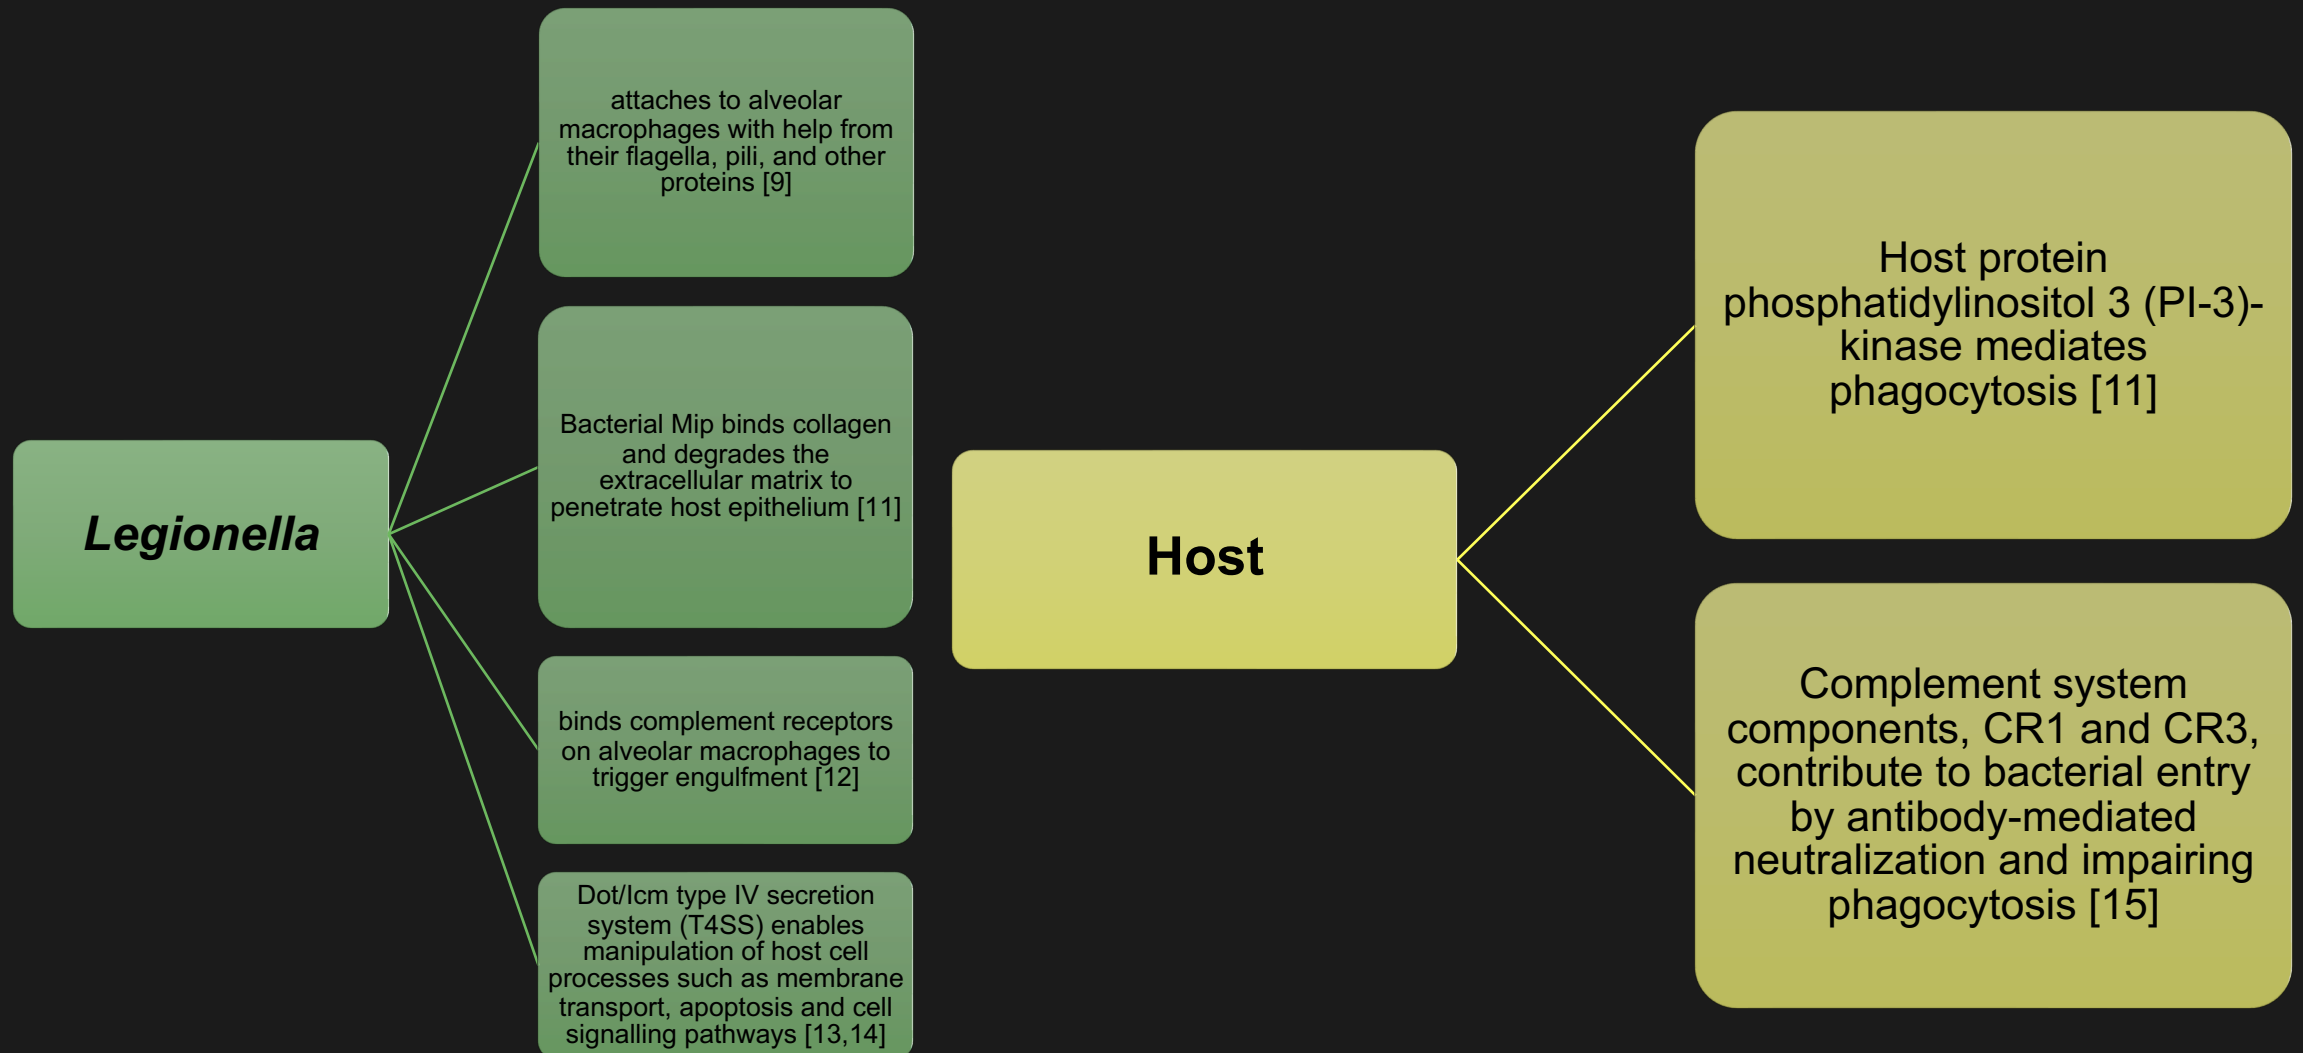 Legionella
attaches to alveolar
macrophages with help from
their flagella, pili, and other
proteins [9]
Bacterial Mip binds collagen
and degrades the
extracellular matrix to
penetrate host epithelium [11]
binds complement receptors
on alveolar macrophages to
trigger engulfment [12]
Dot/Icm type IV secretion
system (T4SS) enables
manipulation of host cell
processes such as membrane
transport, apoptosis and cell
signalling pathways [13,14]
Host
Host protein
phosphatidylinositol 3 (PI-3)-
kinase mediates
phagocytosis [11]
Complement system
components, CR1 and CR3,
contribute to bacterial entry
by antibody-mediated
neutralization and impairing
phagocytosis [15]